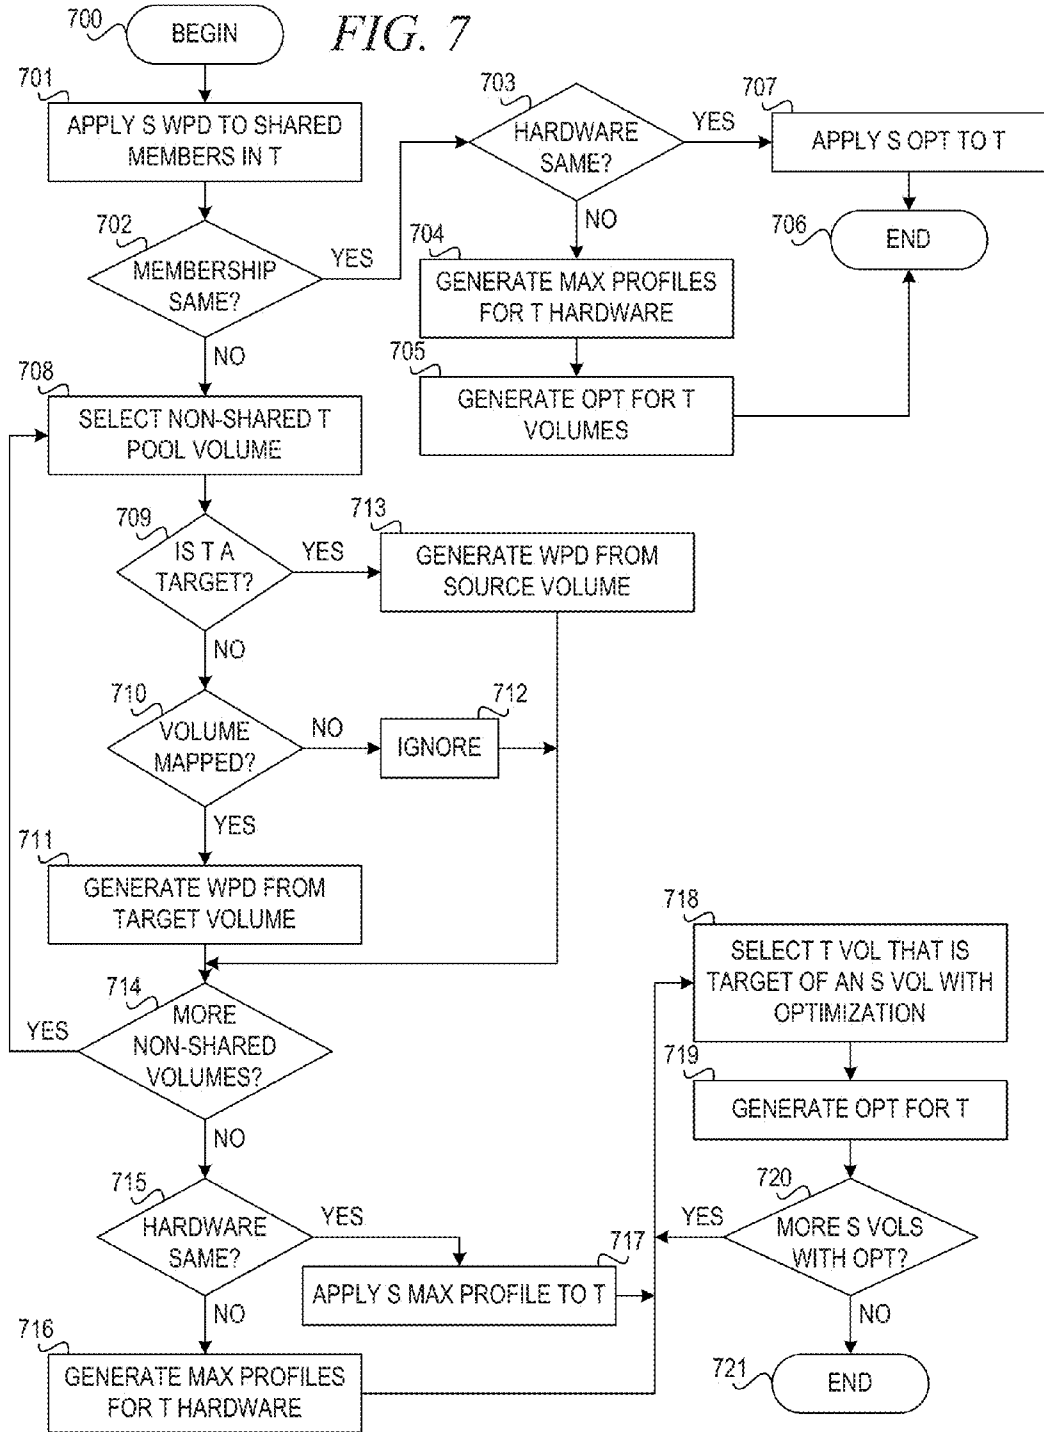 FIG. 7
700
BEGIN
701
APPLY S WPD TO SHARED
MEMBERS IN T
702
MEMBERSHIP
SAME?
YES
NO
703
HARDWARE
SAME?
YES
NO
707
APPLY S OPT TO T
706
END
704
GENERATE MAX PROFILES
FOR T HARDWARE
705
GENERATE OPT FOR T
VOLUMES
708
SELECT NON-SHARED T
POOL VOLUME
709
IS T A
TARGET?
YES
NO
713
GENERATE WPD FROM
SOURCE VOLUME
710
VOLUME
MAPPED?
NO
YES
712
IGNORE
711
GENERATE WPD FROM
TARGET VOLUME
714
MORE
NON-SHARED
VOLUMES?
YES
NO
715
HARDWARE
SAME?
YES
NO
717
APPLY S MAX PROFILE TO T
716
GENERATE MAX PROFILES
FOR T HARDWARE
718
SELECT T VOL THAT IS
TARGET OF AN S VOL WITH
OPTIMIZATION
719
GENERATE OPT FOR T
720
MORE S VOLS
WITH OPT?
YES
NO
721
END